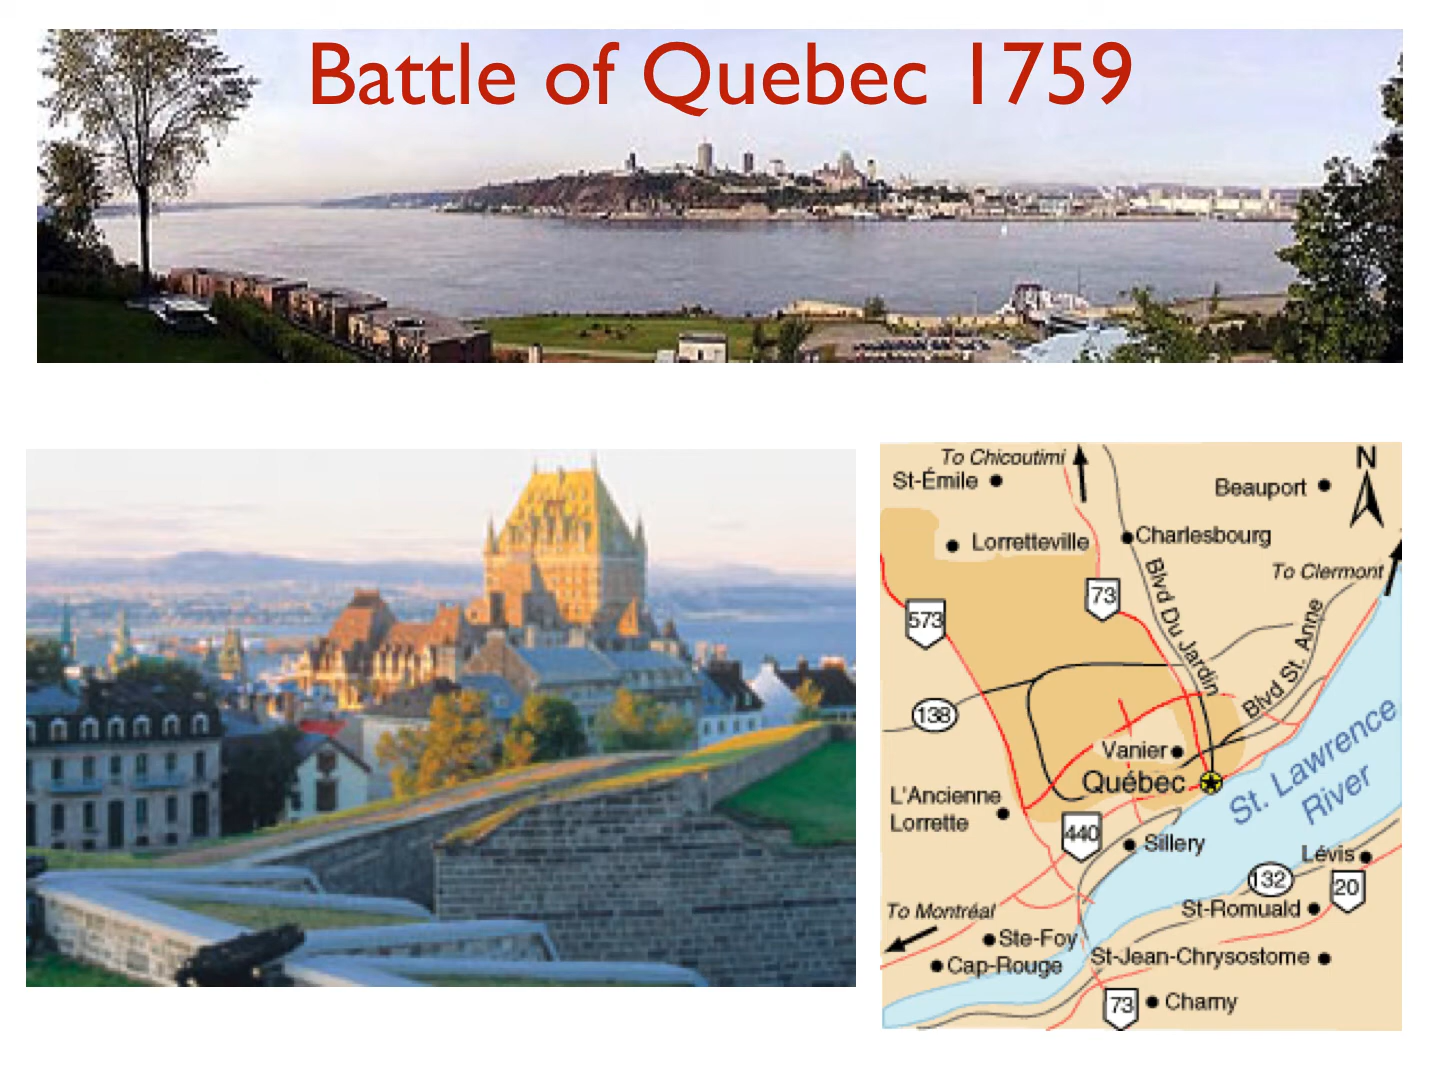 Battle of Quebec 1759
To Chicoutimi
N
St-Émile
Beauport
Charlesbourg
Lorretteville
To Clermont
73
573
Blvd Du Jardin
Blvd St. Anne
138
Vanier
Québec
St. Lawrence
River
L'Ancienne
Lorrette
440
Sillery
Lévis
132
20
To Montréal
St-Romuald
Ste-Foy
St-Jean-Chrysostome
Cap-Rouge
73
Charny